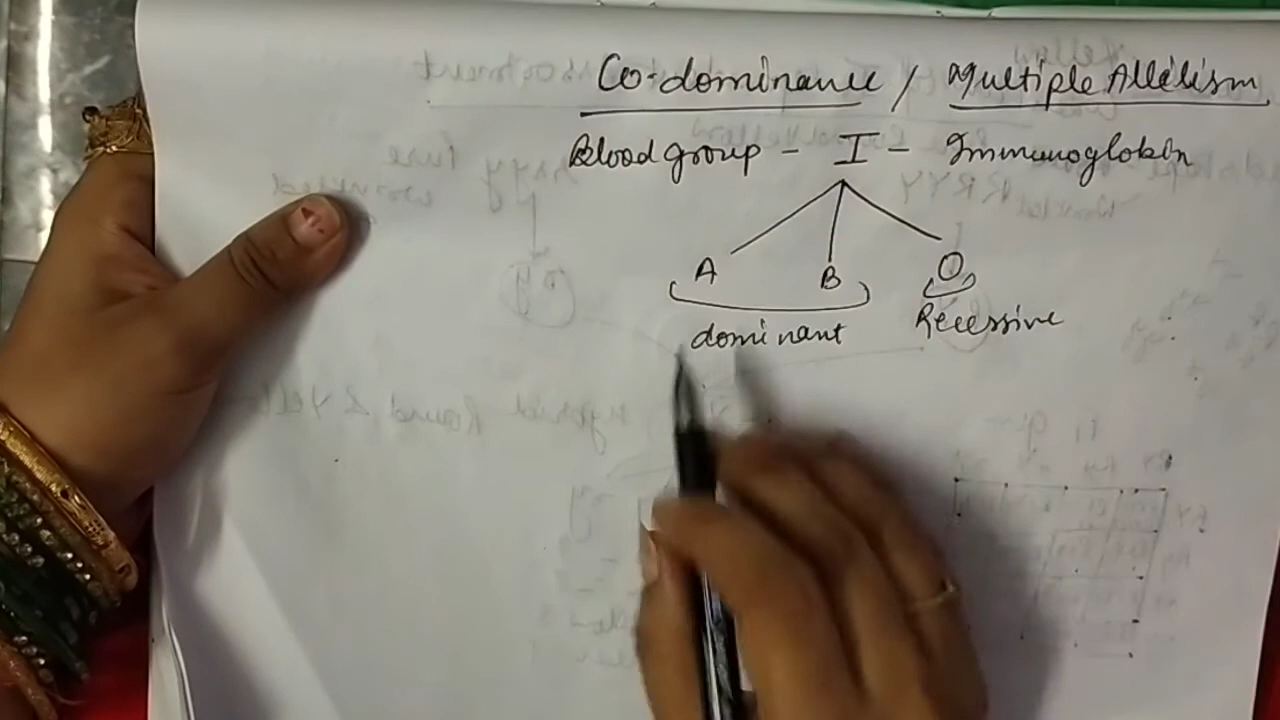 Co-dominance / Multiple Allelism
Blood group - I - Immunoglobin
A B O
dominant Recessive